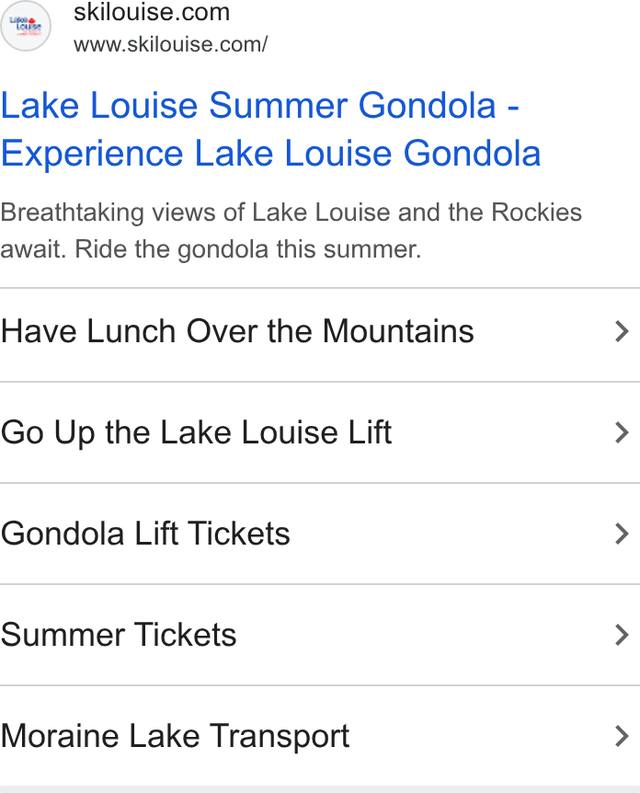 skilouise.com
www.skilouise.com/
Lake Louise Summer Gondola -
Experience Lake Louise Gondola
Breathtaking views of Lake Louise and the Rockies
await. Ride the gondola this summer.
Have Lunch Over the Mountains
Go Up the Lake Louise Lift
Gondola Lift Tickets
Summer Tickets
Moraine Lake Transport